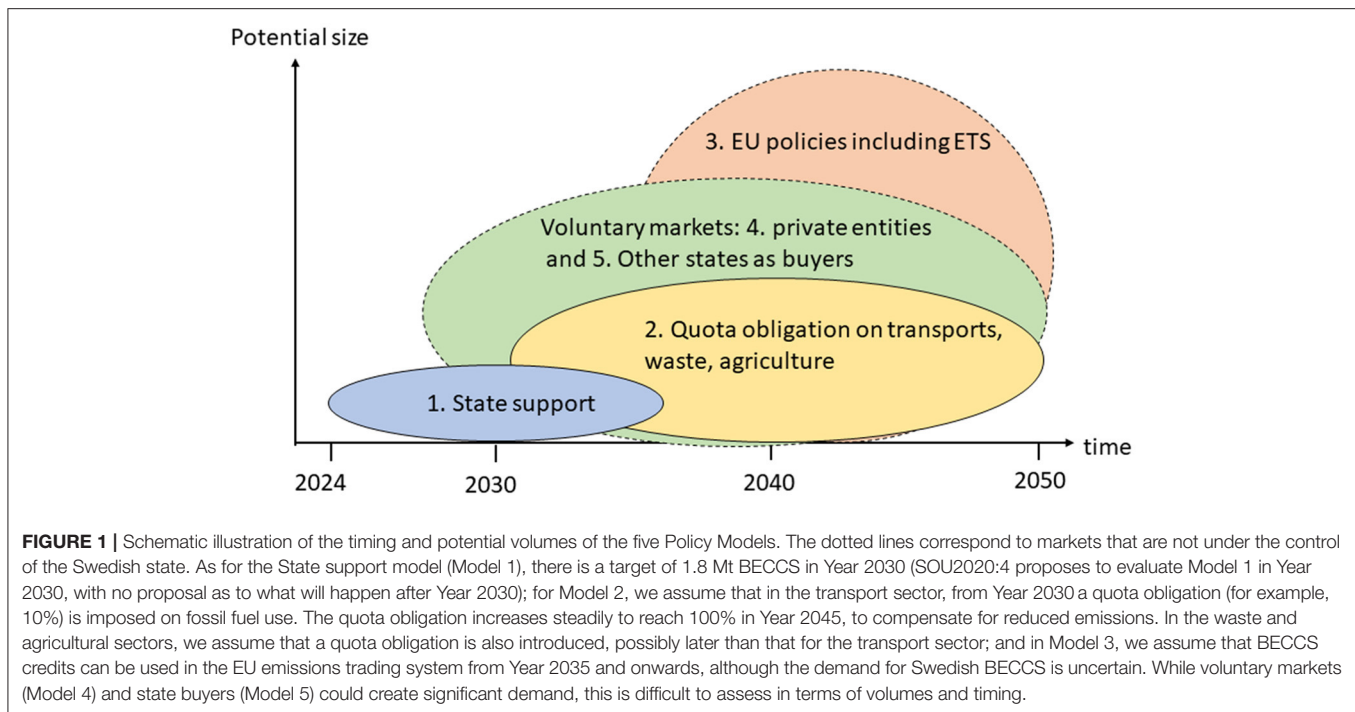 Potential size
3. EU policies including ETS
Voluntary markets: 4. private entities
and 5. Other states as buyers
2. Quota obligation on transports,
waste, agriculture
1. State support
time
2024
2030
2040
2050
FIGURE 1 | Schematic illustration of the timing and potential volumes of the five Policy Models. The dotted lines correspond to markets that are not under the control
of the Swedish state. As for the State support model (Model 1), there is a target of 1.8 Mt BECCS in Year 2030 (SOU2020:4 proposes to evaluate Model 1 in Year
2030, with no proposal as to what will happen after Year 2030); for Model 2, we assume that in the transport sector, from Year 2030 a quota obligation (for example,
10%) is imposed on fossil fuel use. The quota obligation increases steadily to reach 100% in Year 2045, to compensate for reduced emissions. In the waste and
agricultural sectors, we assume that a quota obligation is also introduced, possibly later than that for the transport sector; and in Model 3, we assume that BECCS
credits can be used in the EU emissions trading system from Year 2035 and onwards, although the demand for Swedish BECCS is uncertain. While voluntary markets
(Model 4) and state buyers (Model 5) could create significant demand, this is difficult to assess in terms of volumes and timing.